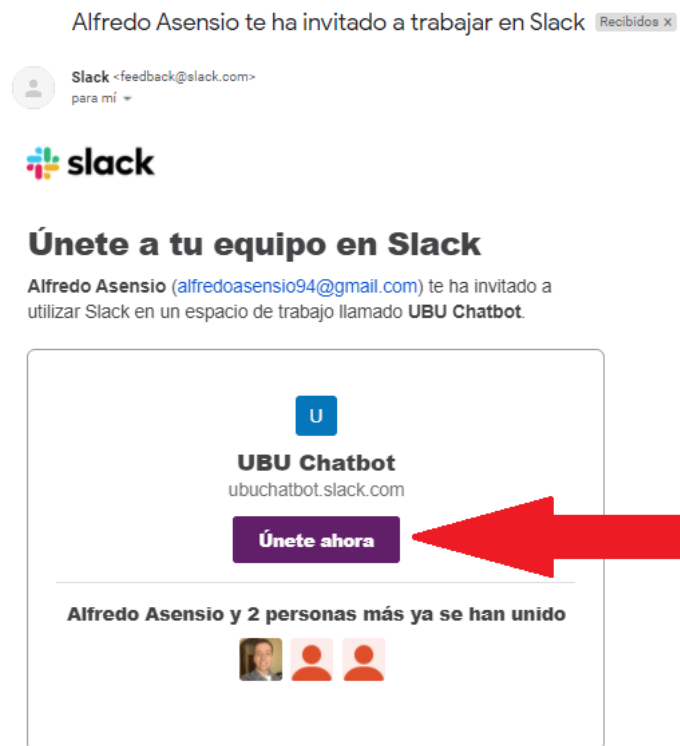 Alfredo Asensio te ha invitado a trabajar en Slack Recibidos x
Slack <feedback@slack.com>
para mí
slack
Únete a tu equipo en Slack
Alfredo Asensio (alfredoasensio94@gmail.com) te ha invitado a
utilizar Slack en un espacio de trabajo llamado UBU Chatbot.
U
UBU Chatbot
ubuchatbot.slack.com
Únete ahora
Alfredo Asensio y 2 personas más ya se han unido